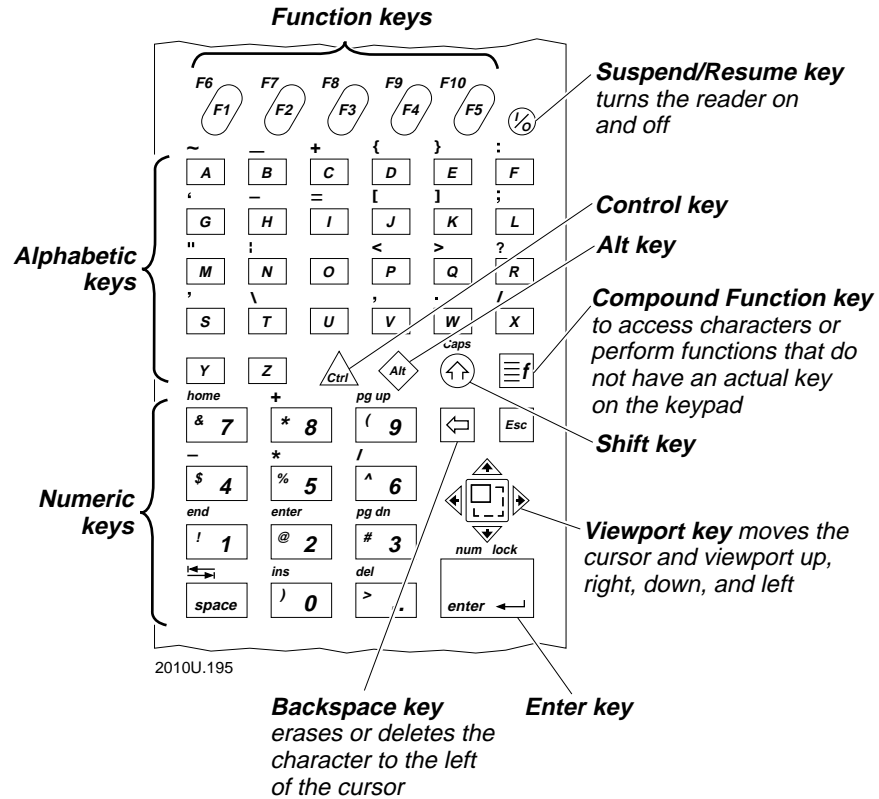 Function keys
F6 F7 F8 F9 F10
F1 F2 F3 F4 F5 I/O
Suspend/Resume key
turns the reader on
and off
~ _ + { } :
A B C D E F
‘ – = [ ] ;
G H I J K L
Control key
Alphabetic
keys
" ¦ < > ?
M N O P Q R
Alt key
’ \ , . /
S T U V W X
Compound Function key
to access characters or
perform functions that do
not have an actual key
on the keypad
Caps
Y Z Ctrl Alt f
Shift key
home + pg up
& 7 * 8 ( 9 Esc
– * /
$ 4 % 5 ^ 6
Numeric
keys
end enter pg dn
! 1 @ 2 # 3
Viewport key moves the
cursor and viewport up,
right, down, and left
num lock
ins del
space ) 0 > . enter
2010U.195
Backspace key
erases or deletes the
character to the left
of the cursor
Enter key